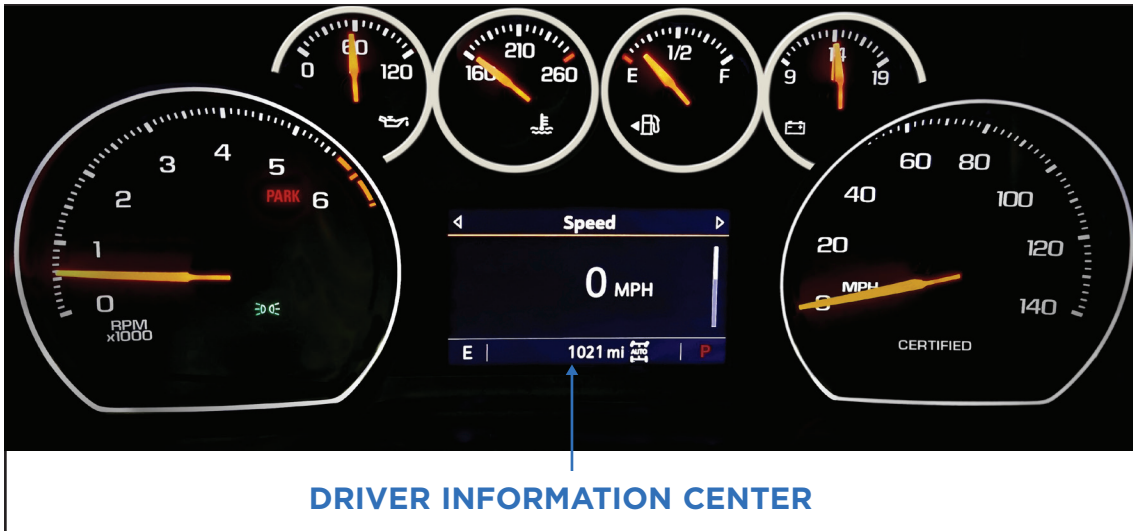 0 60 120
160 210 260
E 1/2 F
9 14 19
0 1 2 3 4 5 6
PARK
RPM
x1000
Speed
0 MPH
E 1021 mi AUTO P
0 20 40 60 80 100 120 140
MPH
CERTIFIED
DRIVER INFORMATION CENTER